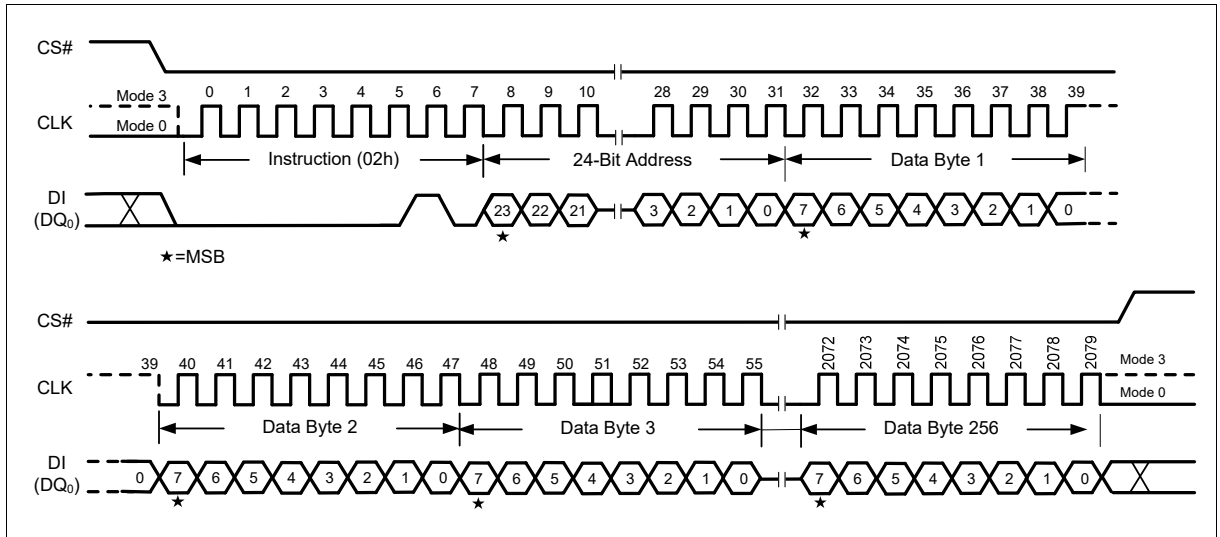 CS#
Mode 3 0 1 2 3 4 5 6 7 8 9 10 28 29 30 31 32 33 34 35 36 37 38 39
CLK
Mode 0
Instruction (02h) 24-Bit Address Data Byte 1
DI
(DQ₀)
23 22 21 3 2 1 0 7 6 5 4 3 2 1 0
★ ★
★=MSB
CS#
39 40 41 42 43 44 45 46 47 48 49 50 51 52 53 54 55 2072 2073 2074 2075 2076 2077 2078 2079
Mode 3
CLK
Mode 0
Data Byte 2 Data Byte 3 Data Byte 256
DI
(DQ₀)
0 7 6 5 4 3 2 1 0 7 6 5 4 3 2 1 0 7 6 5 4 3 2 1 0
★ ★ ★